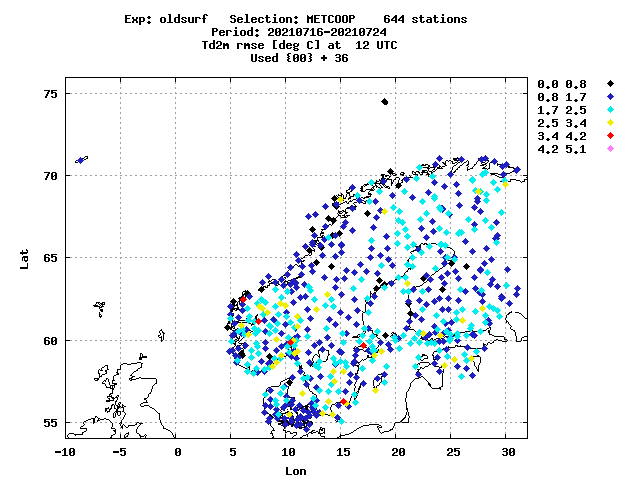 Exp: oldsurf   Selection: METCOOP    644 stations
Period: 20210716-20210724
Td2m rmse [deg C] at  12 UTC
Used {00} + 36
0.0 0.8
0.8 1.7
1.7 2.5
2.5 3.4
3.4 4.2
4.2 5.1
75
70
65
60
55
Lat
-10 -5 0 5 10 15 20 25 30
Lon